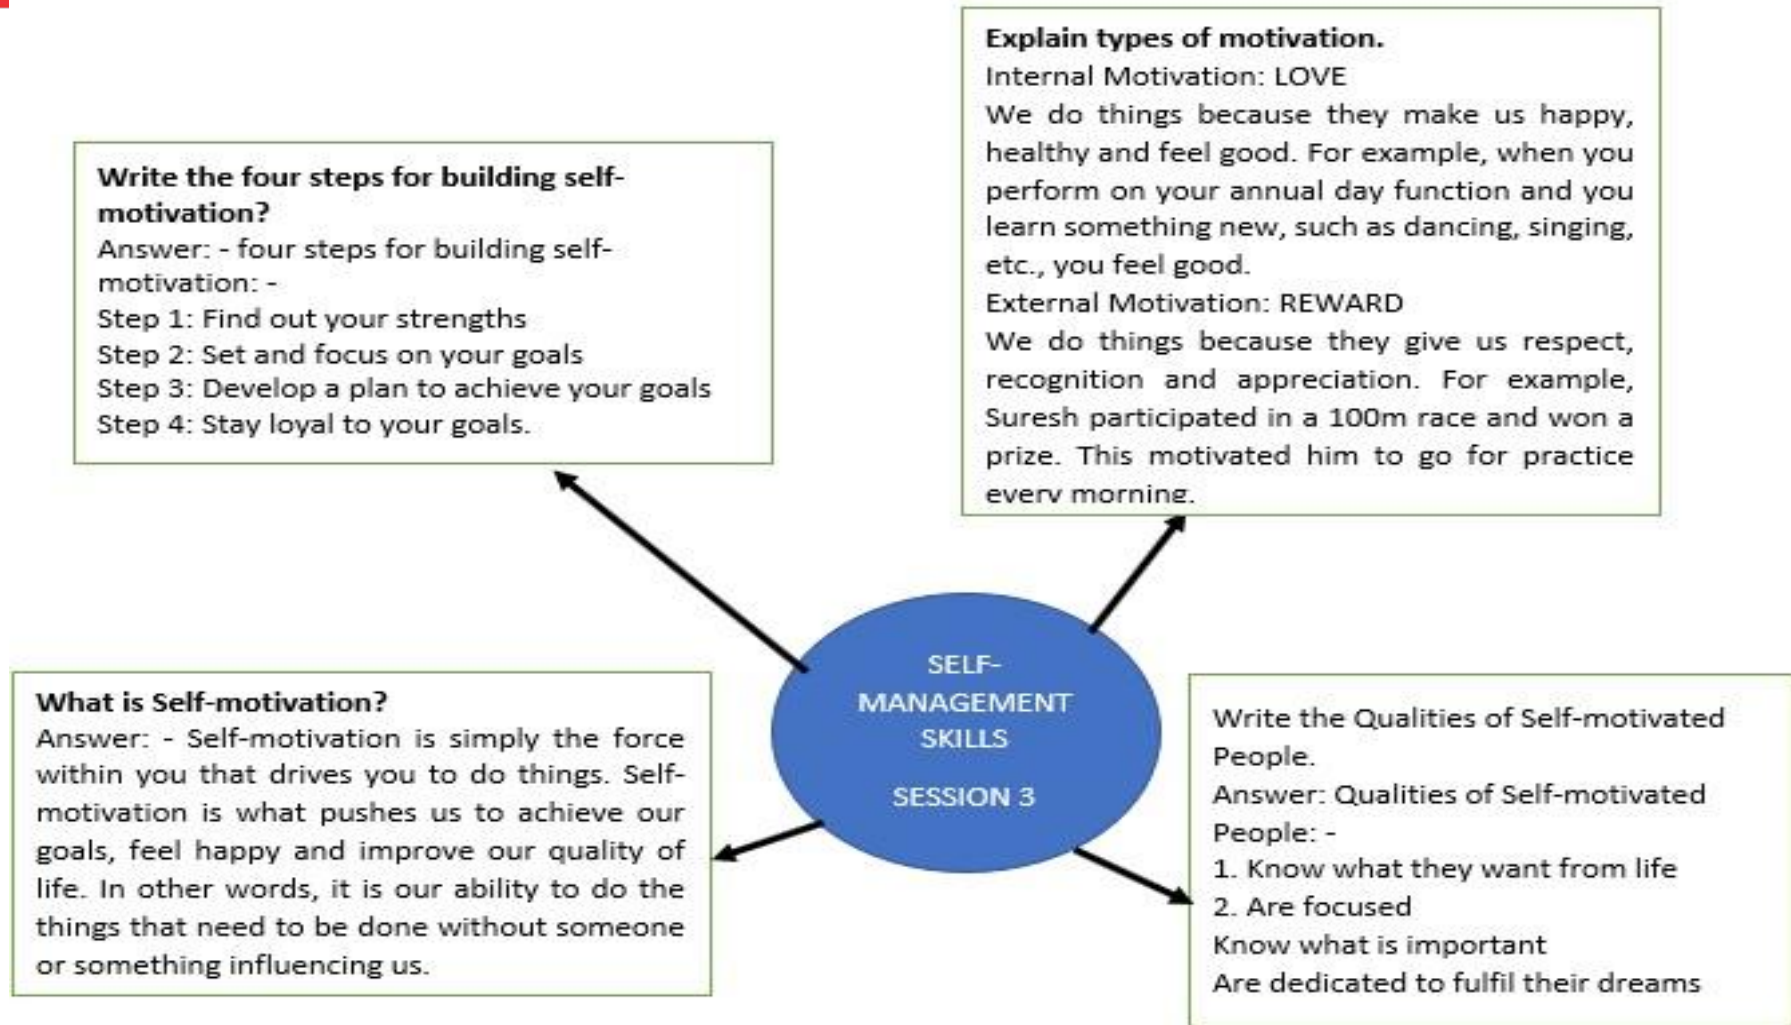 Explain types of motivation.
Internal Motivation: LOVE
We do things because they make us happy,
healthy and feel good. For example, when you
perform on your annual day function and you
learn something new, such as dancing, singing,
etc., you feel good.
External Motivation: REWARD
We do things because they give us respect,
recognition and appreciation. For example,
Suresh participated in a 100m race and won a
prize. This motivated him to go for practice
every morning.
Write the four steps for building self-
motivation?
Answer: - four steps for building self-
motivation: -
Step 1: Find out your strengths
Step 2: Set and focus on your goals
Step 3: Develop a plan to achieve your goals
Step 4: Stay loyal to your goals.
SELF-
MANAGEMENT
SKILLS
SESSION 3
What is Self-motivation?
Answer: - Self-motivation is simply the force
within you that drives you to do things. Self-
motivation is what pushes us to achieve our
goals, feel happy and improve our quality of
life. In other words, it is our ability to do the
things that need to be done without someone
or something influencing us.
Write the Qualities of Self-motivated
People.
Answer: Qualities of Self-motivated
People: -
1. Know what they want from life
2. Are focused
Know what is important
Are dedicated to fulfil their dreams